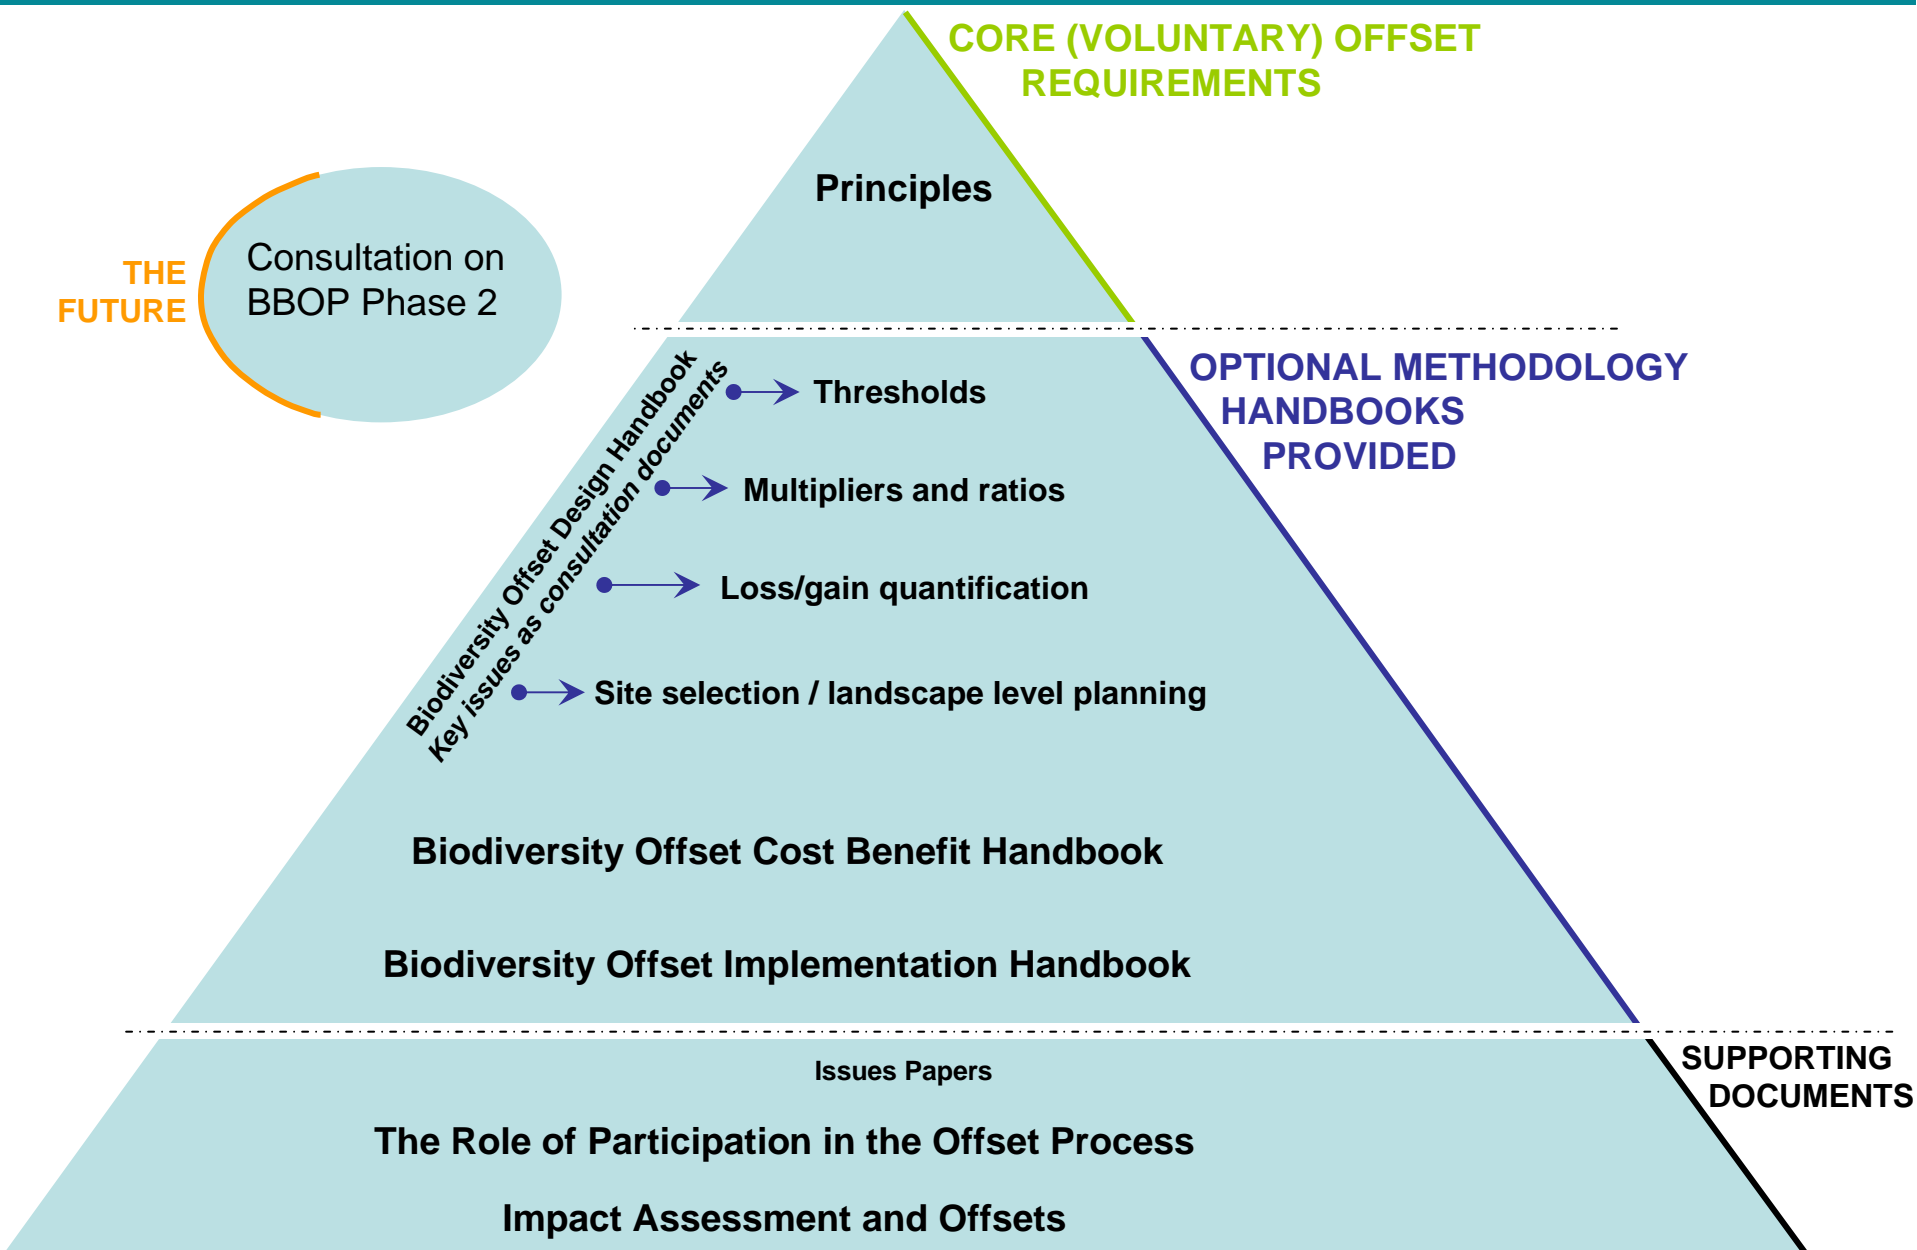 CORE (VOLUNTARY) OFFSET
REQUIREMENTS
Principles
THE
FUTURE
Consultation on
BBOP Phase 2
OPTIONAL METHODOLOGY
HANDBOOKS
PROVIDED
Biodiversity Offset Design Handbook
Key issues as consultation documents
Thresholds
Multipliers and ratios
Loss/gain quantification
Site selection / landscape level planning
Biodiversity Offset Cost Benefit Handbook
Biodiversity Offset Implementation Handbook
SUPPORTING
DOCUMENTS
Issues Papers
The Role of Participation in the Offset Process
Impact Assessment and Offsets